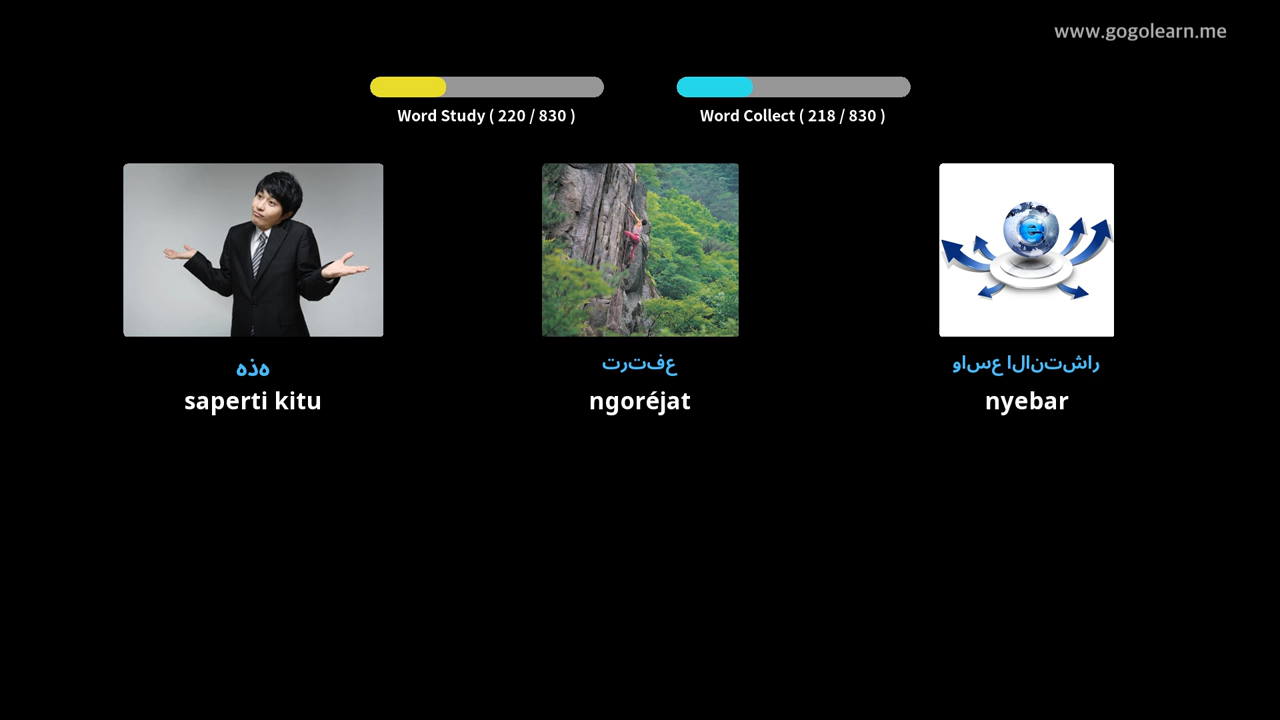 www.gogolearn.me
Word Study ( 220 / 830 )
Word Collect ( 218 / 830 )
هذه
saperti kitu
عفترت
ngoréjat
راشتنالا عساو
nyebar